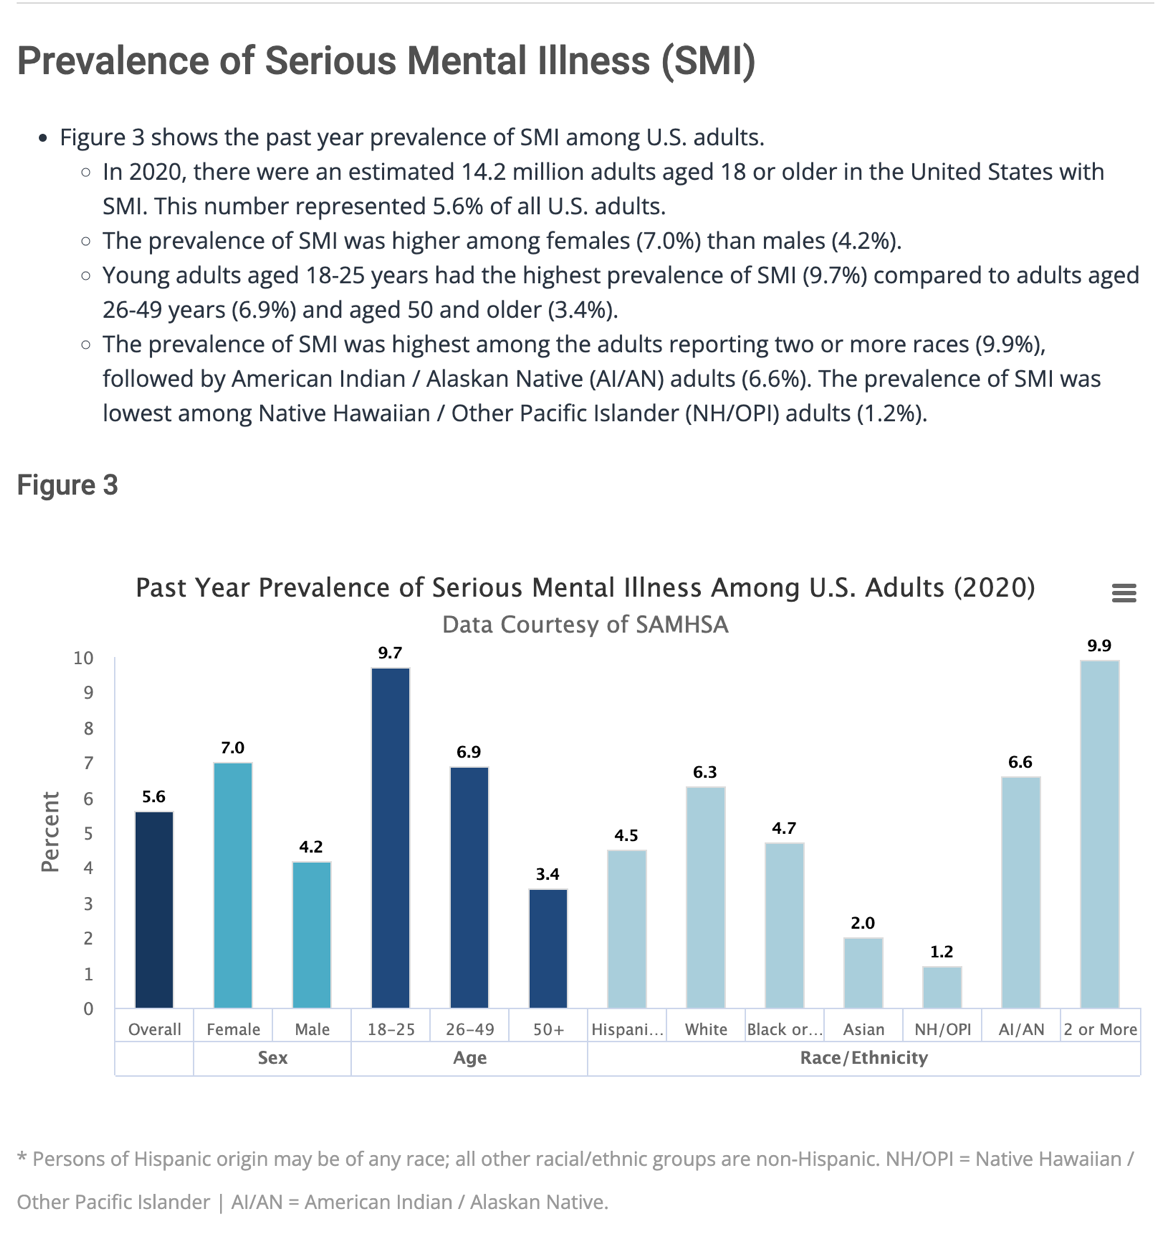 Prevalence of Serious Mental Illness (SMI)
• Figure 3 shows the past year prevalence of SMI among U.S. adults.
○ In 2020, there were an estimated 14.2 million adults aged 18 or older in the United States with
SMI. This number represented 5.6% of all U.S. adults.
○ The prevalence of SMI was higher among females (7.0%) than males (4.2%).
○ Young adults aged 18-25 years had the highest prevalence of SMI (9.7%) compared to adults aged
26-49 years (6.9%) and aged 50 and older (3.4%).
○ The prevalence of SMI was highest among the adults reporting two or more races (9.9%),
followed by American Indian / Alaskan Native (AI/AN) adults (6.6%). The prevalence of SMI was
lowest among Native Hawaiian / Other Pacific Islander (NH/OPI) adults (1.2%).
Figure 3
Past Year Prevalence of Serious Mental Illness Among U.S. Adults (2020)
Data Courtesy of SAMHSA
Percent
10
9
8
7
6
5
4
3
2
1
0
5.6
7.0
4.2
9.7
6.9
3.4
4.5
6.3
4.7
2.0
1.2
6.6
9.9
Overall Female Male 18-25 26-49 50+ Hispani... White Black or... Asian NH/OPI AI/AN 2 or More
Sex Age Race/Ethnicity
* Persons of Hispanic origin may be of any race; all other racial/ethnic groups are non-Hispanic. NH/OPI = Native Hawaiian /
Other Pacific Islander | AI/AN = American Indian / Alaskan Native.